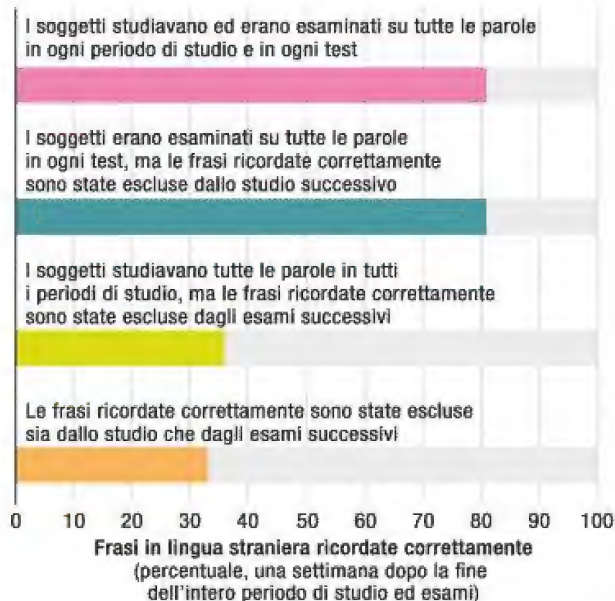 I soggetti studiavano ed erano esaminati su tutte le parole
in ogni periodo di studio e in ogni test
I soggetti erano esaminati su tutte le parole
in ogni test, ma le frasi ricordate correttamente
sono state escluse dallo studio successivo
I soggetti studiavano tutte le parole in tutti
i periodi di studio, ma le frasi ricordate correttamente
sono state escluse dagli esami successivi
Le frasi ricordate correttamente sono state escluse
sia dallo studio che dagli esami successivi
0 10 20 30 40 50 60 70 80 90 100
Frasi in lingua straniera ricordate correttamente
(percentuale, una settimana dopo la fine
dell'intero periodo di studio ed esami)